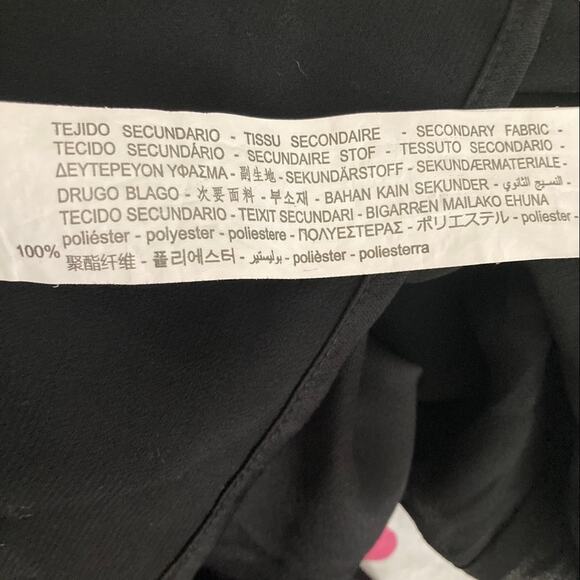 TEJIDO SECUNDARIO - TISSU SECONDAIRE - SECONDARY FABRIC -
TECIDO SECUNDÁRIO - SECUNDAIRE STOF - TESSUTO SECONDARIO -
ΔΕΥΤΕΡΕΥΟΝ ΥΦΑΣΜΑ - 副生地 - SEKUNDÄRSTOFF - SEKUNDÆRMATERIALE -
DRUGO BLAGO - 次要面料 - 부소재 - BAHAN KAIN SEKUNDER - النسيج الثانوي -
TECIDO SECUNDARIO - TEIXIT SECUNDARI - BIGARREN MAILAKO EHUNA
100% poliéster - polyester - poliestere - ΠΟΛΥΕΣΤΕΡΑΣ - ポリエステル - poliester -
聚酯纤维 - 폴리에스터 - بوليستير - polièster - poliesterra